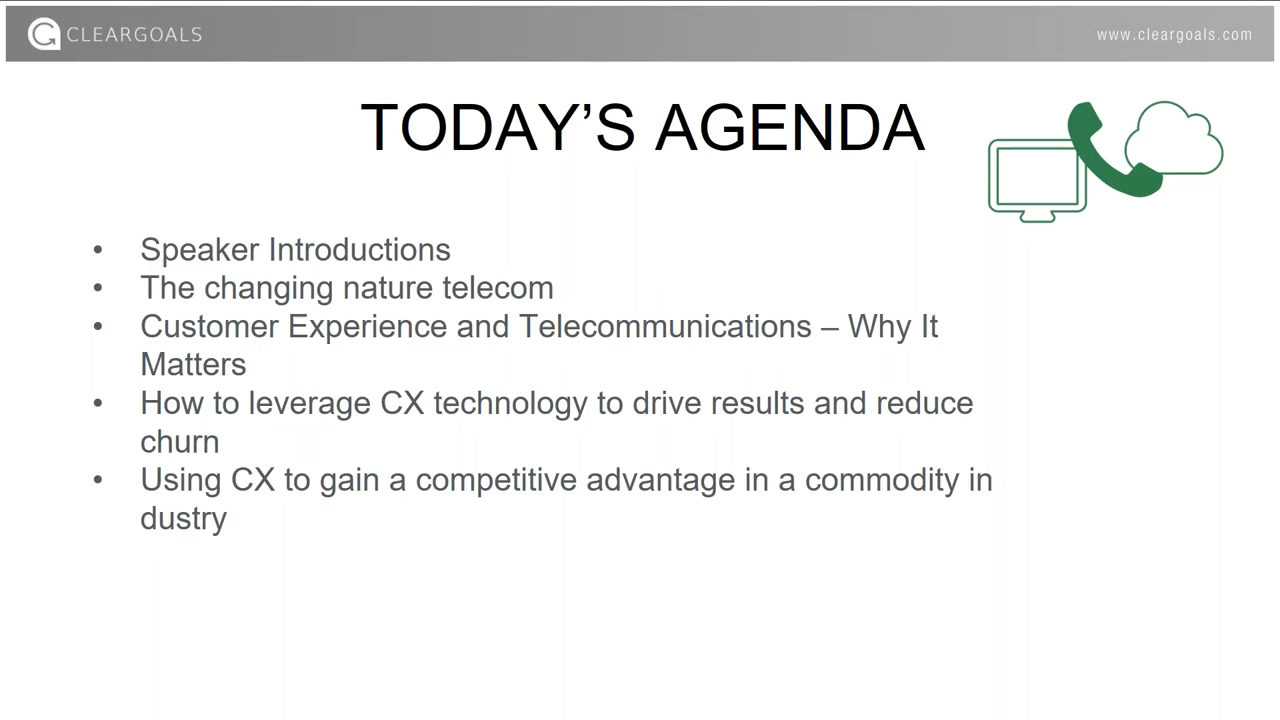 CLEARGOALS
www.cleargoals.com
TODAY’S AGENDA
• Speaker Introductions
• The changing nature telecom
• Customer Experience and Telecommunications – Why It
Matters
• How to leverage CX technology to drive results and reduce
churn
• Using CX to gain a competitive advantage in a commodity in
dustry